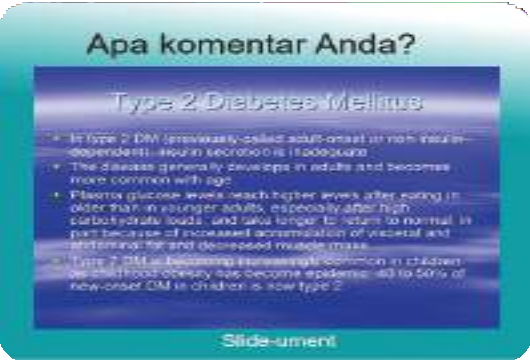 Apa komentar Anda?
Type 2 Diabetes Mellitus
In type 2 DM (previously called adult-onset or non-insulin-
dependent), insulin secretion is inadequate
The disease generally develops in adults and becomes
more common with age
Plasma glucose levels reach higher levels after eating in
older than in younger adults, especially after high
carbohydrate loads, and take longer to return to normal, in
part because of increased accumulation of visceral and
abdominal fat and decreased muscle mass
Type 2 DM is becoming increasingly common in children
as childhood obesity has become epidemic: 40 to 50% of
new-onset DM in children is now type 2
Slide-ument